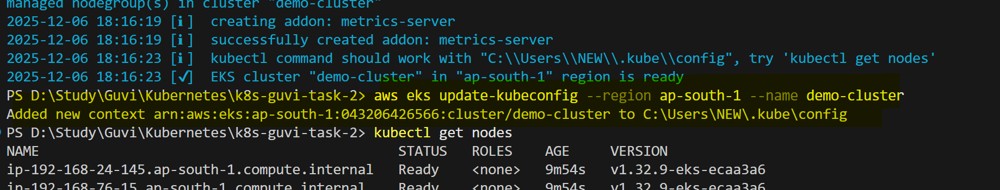 managed nodegroup(s) in cluster "demo-cluster"
2025-12-06 18:16:19 [ℹ]  creating addon: metrics-server
2025-12-06 18:16:19 [ℹ]  successfully created addon: metrics-server
2025-12-06 18:16:23 [ℹ]  kubectl command should work with "C:\\Users\\NEW\\.kube\\config", try 'kubectl get nodes'
2025-12-06 18:16:23 [✔]  EKS cluster "demo-cluster" in "ap-south-1" region is ready
PS D:\Study\Guvi\Kubernetes\k8s-guvi-task-2> aws eks update-kubeconfig --region ap-south-1 --name demo-cluster
Added new context arn:aws:eks:ap-south-1:043206426566:cluster/demo-cluster to C:\Users\NEW\.kube\config
PS D:\Study\Guvi\Kubernetes\k8s-guvi-task-2> kubectl get nodes
NAME                                            STATUS   ROLES    AGE     VERSION
ip-192-168-24-145.ap-south-1.compute.internal   Ready    <none>   9m54s   v1.32.9-eks-ecaa3a6
ip-192-168-76-15.ap-south-1.compute.internal    Ready    <none>   9m54s   v1.32.9-eks-ecaa3a6